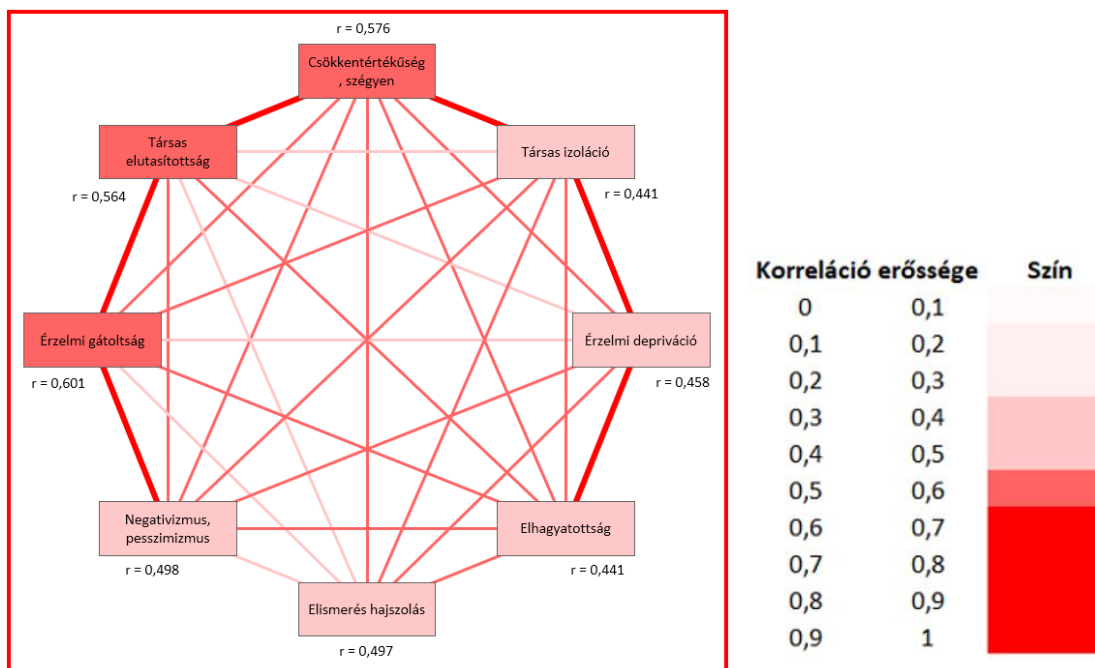 r = 0,576
Csökkentértékűség
, szégyen
Társas
elutasítottság
r = 0,564
Társas izoláció
r = 0,441
Érzelmi gátoltság
r = 0,601
Érzelmi depriváció
r = 0,458
Negativizmus,
pesszimizmus
r = 0,498
Elhagyatottság
r = 0,441
Elismerés hajszolás
r = 0,497
Korreláció erőssége Szín
0 0,1
0,1 0,2
0,2 0,3
0,3 0,4
0,4 0,5
0,5 0,6
0,6 0,7
0,7 0,8
0,8 0,9
0,9 1